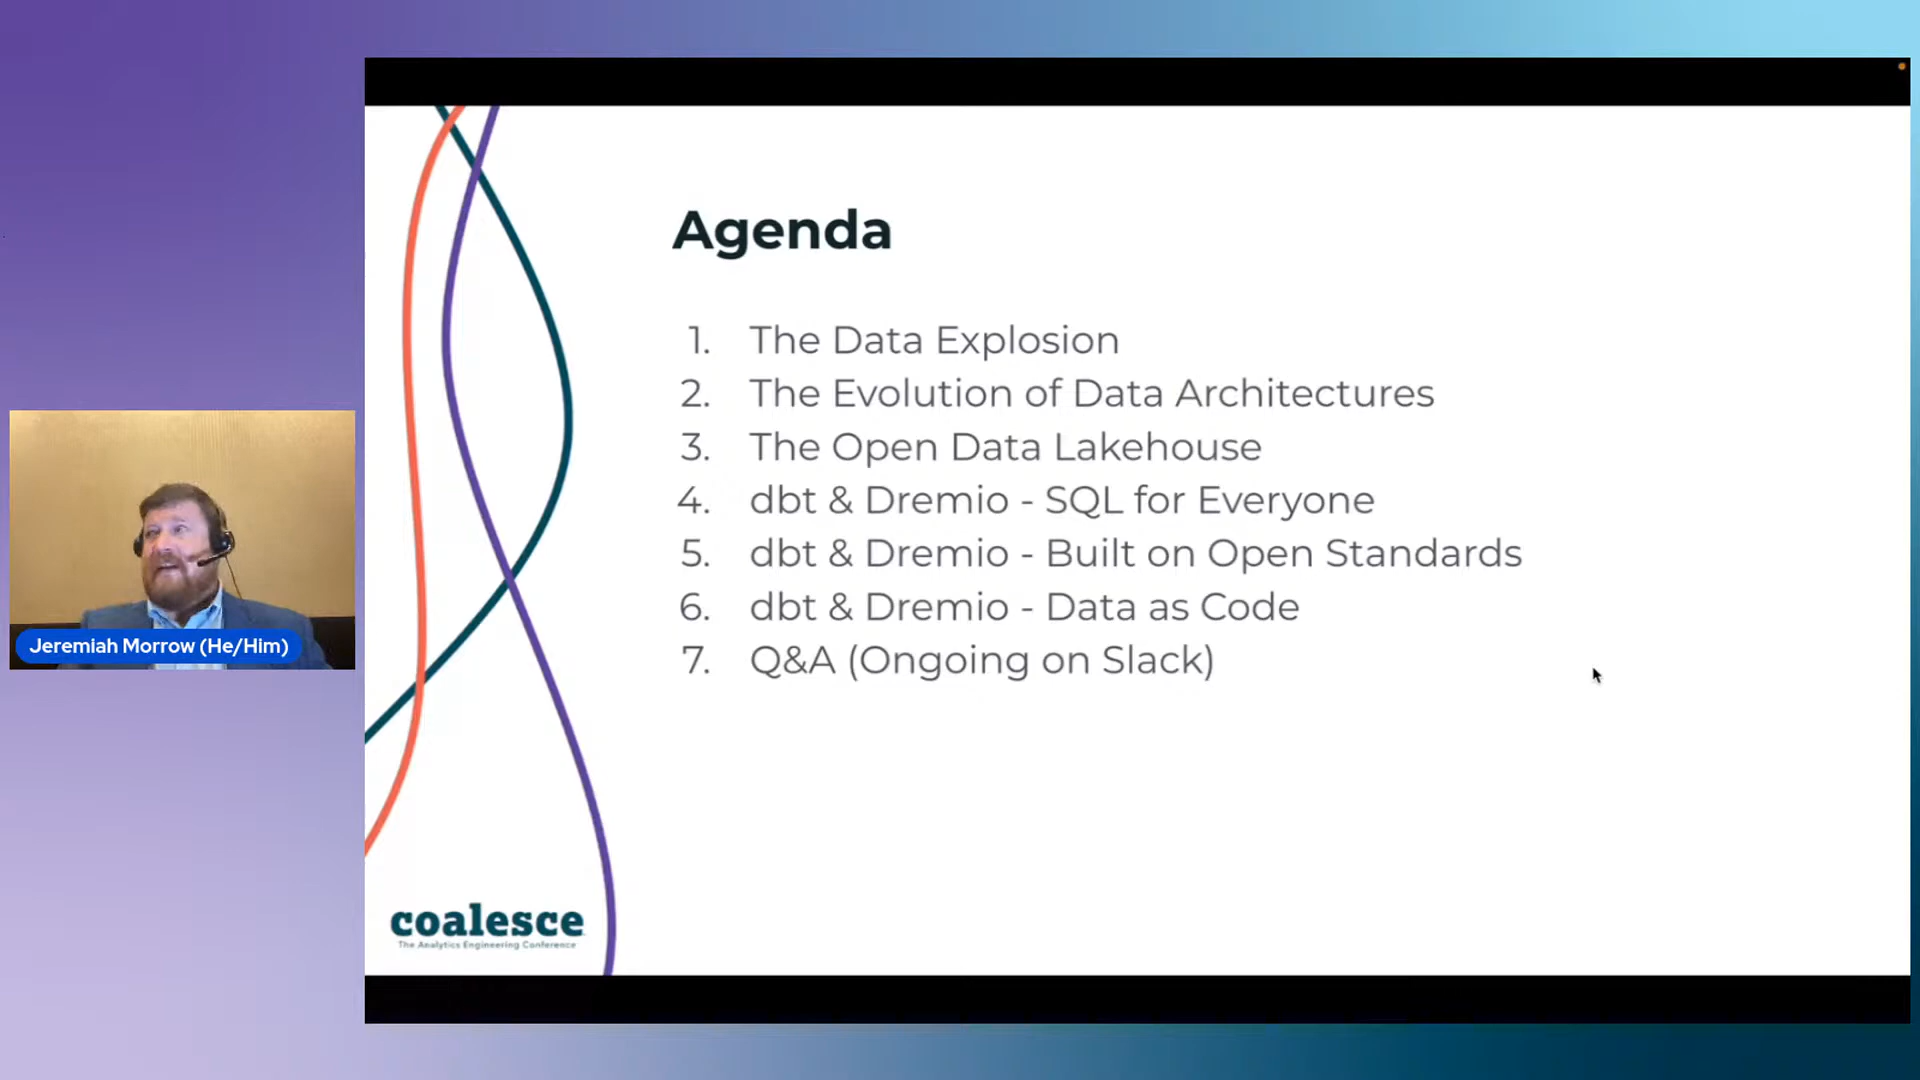 Agenda
1. The Data Explosion
2. The Evolution of Data Architectures
3. The Open Data Lakehouse
4. dbt & Dremio - SQL for Everyone
5. dbt & Dremio - Built on Open Standards
6. dbt & Dremio - Data as Code
7. Q&A (Ongoing on Slack)
Jeremiah Morrow (He/Him)
coalesce
The Analytics Engineering Conference